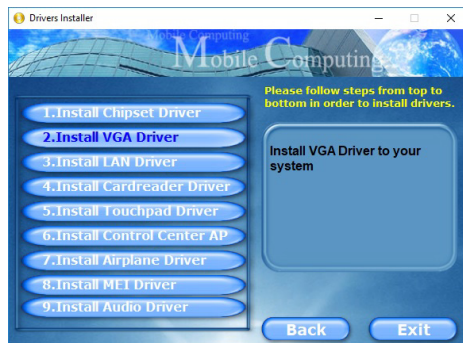 Drivers Installer
Mobile Computing
Mobile Computing
Please follow steps from top to
bottom in order to install drivers.
1.Install Chipset Driver
2.Install VGA Driver
3.Install LAN Driver
4.Install Cardreader Driver
5.Install Touchpad Driver
6.Install Control Center AP
7.Install Airplane Driver
8.Install MEI Driver
9.Install Audio Driver
Install VGA Driver to your
system
Back
Exit